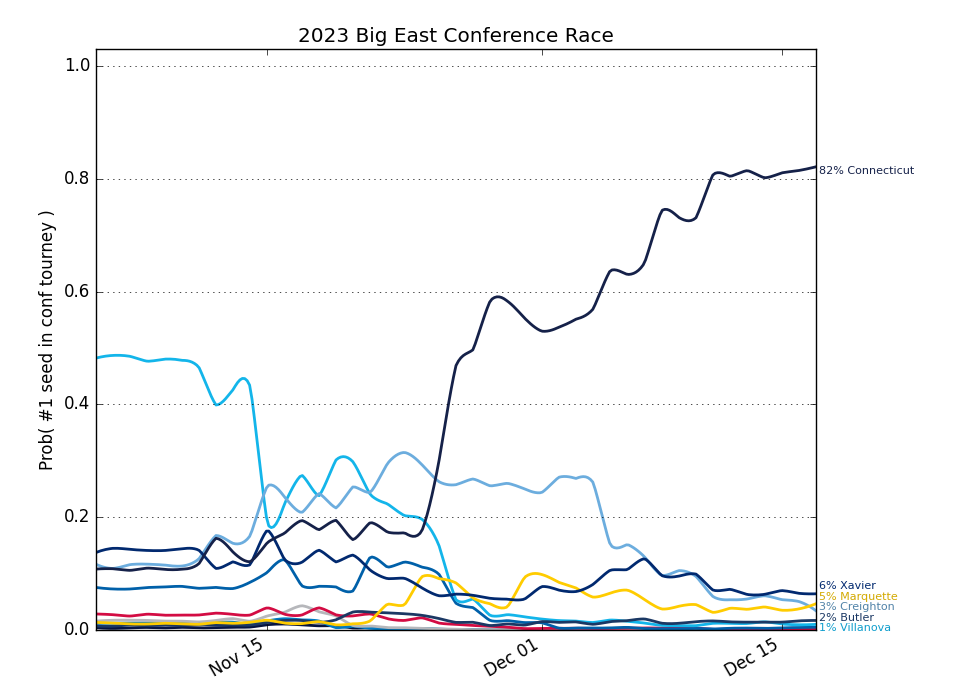 2023 Big East Conference Race
Prob( #1 seed in conf tourney )
1.0
0.8
0.6
0.4
0.2
0.0
82% Connecticut
6% Xavier
5% Marquette
3% Creighton
2% Butler
1% Villanova
Nov 15
Dec 01
Dec 15